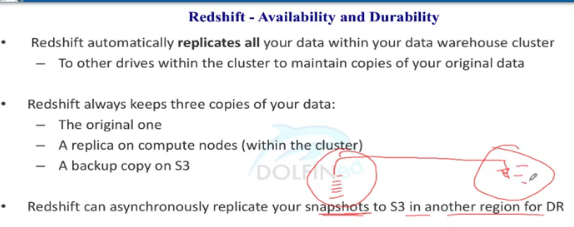 Redshift - Availability and Durability
• Redshift automatically replicates all your data within your data warehouse cluster
– To other drives within the cluster to maintain copies of your original data
• Redshift always keeps three copies of your data:
– The original one
– A replica on compute nodes (within the cluster)
– A backup copy on S3
DOLFIN
• Redshift can asynchronously replicate your snapshots to S3 in another region for DR